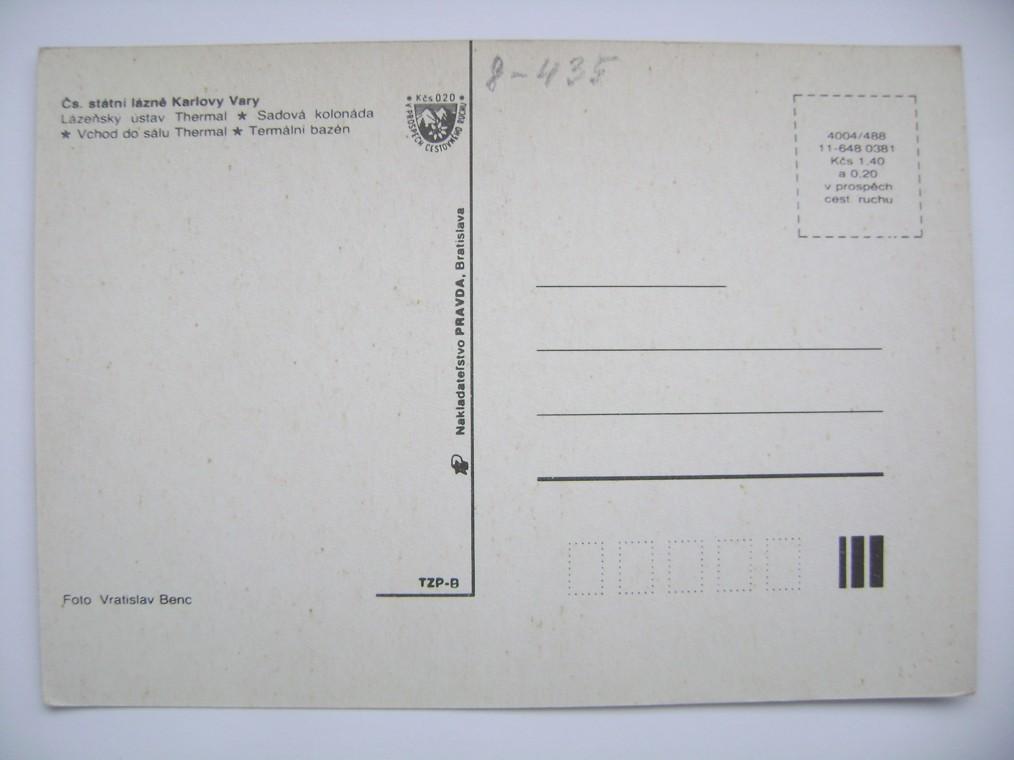 8-435
Čs. státní lázně Karlovy Vary
Lázeňský ústav Thermal ★ Sadová kolonáda
★ Vchod do sálu Thermal ★ Termální bazén
• Kčs 0.20 •
V PROSPĚCH CESTOVNÉHO RUCHU
4004/488
11-648 0381
Kčs 1,40
a 0,20
v prospěch
cest. ruchu
Nakladateľstvo PRAVDA, Bratislava
TZP-B
Foto Vratislav Benc